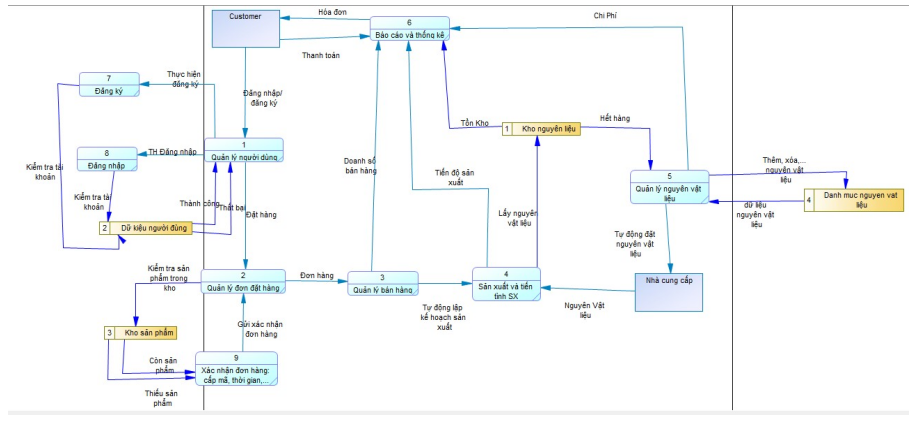 Customer
Hóa đơn
6
Báo cáo và thống kê
Chi Phí
Thanh toán
7
Đăng ký
Thực hiện
đăng ký
Đăng nhập/
đăng ký
1
Kho nguyên liệu
Tồn Kho
Hết hàng
1
Quản lý người dùng
8
Đăng nhập
TH Đăng nhập
Kiểm tra tài
khoản
Kiểm tra tài
khoản
Thành công
Thất bại
2
Dữ kiệu người dùng
Đặt hàng
Doanh số
bán hàng
Tiến độ sản
xuất
Lấy nguyên
vật liệu
5
Quản lý nguyên vật
liệu
Thêm, xóa,...
nguyên vật
liệu
4
Danh muc nguyen vat
liệu
dữ liệu
nguyên vật
liệu
Tự động đặt
nguyên vật
liệu
Kiểm tra sản
phẩm trong
kho
2
Quản lý đơn đặt hàng
Đơn hàng
3
Quản lý bán hàng
4
Sản xuất và tiến
tình SX
Nhà cung cấp
Nguyên Vật
liệu
Tự động lập
kế hoạch sản
xuất
3
Kho sản phẩm
Gửi xác nhận
đơn hàng
9
Xác nhận đơn hàng:
cấp mã, thời gian,...
Còn sản
phẩm
Thiếu sản
phẩm